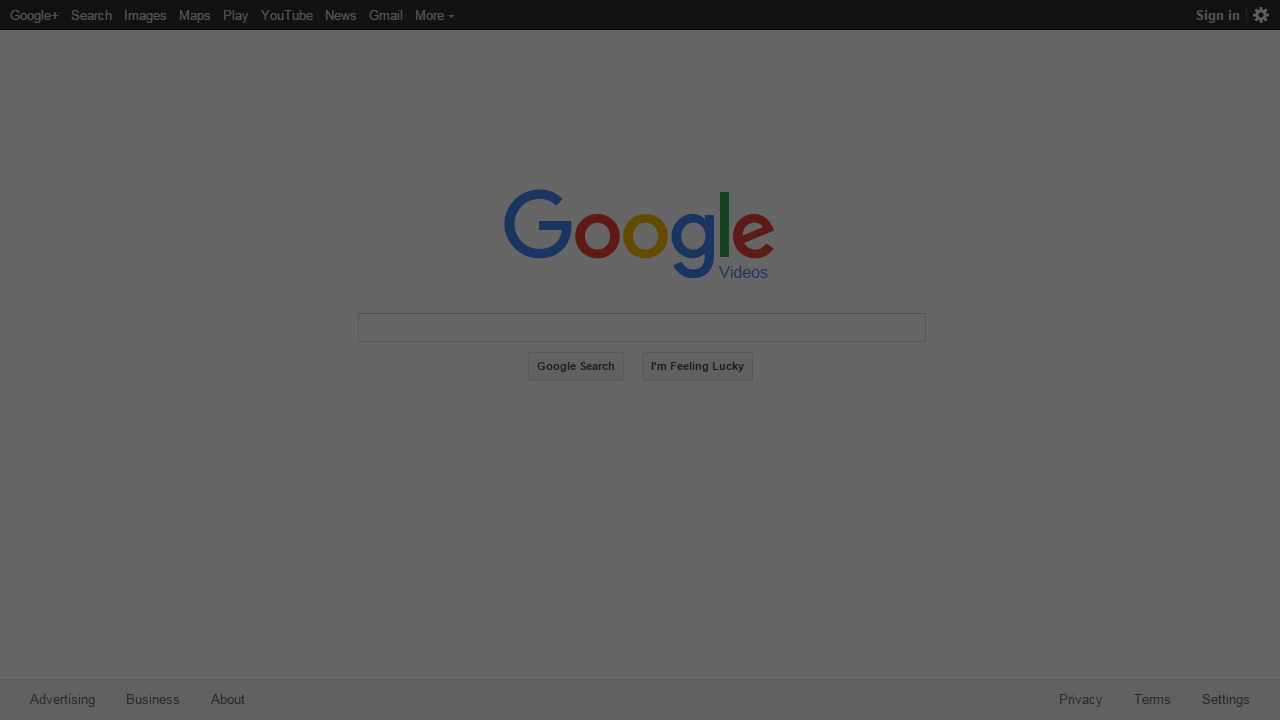 Google+ Search Images Maps Play YouTube News Gmail More Sign in
Google
Videos
Google Search I'm Feeling Lucky
Advertising Business About Privacy Terms Settings